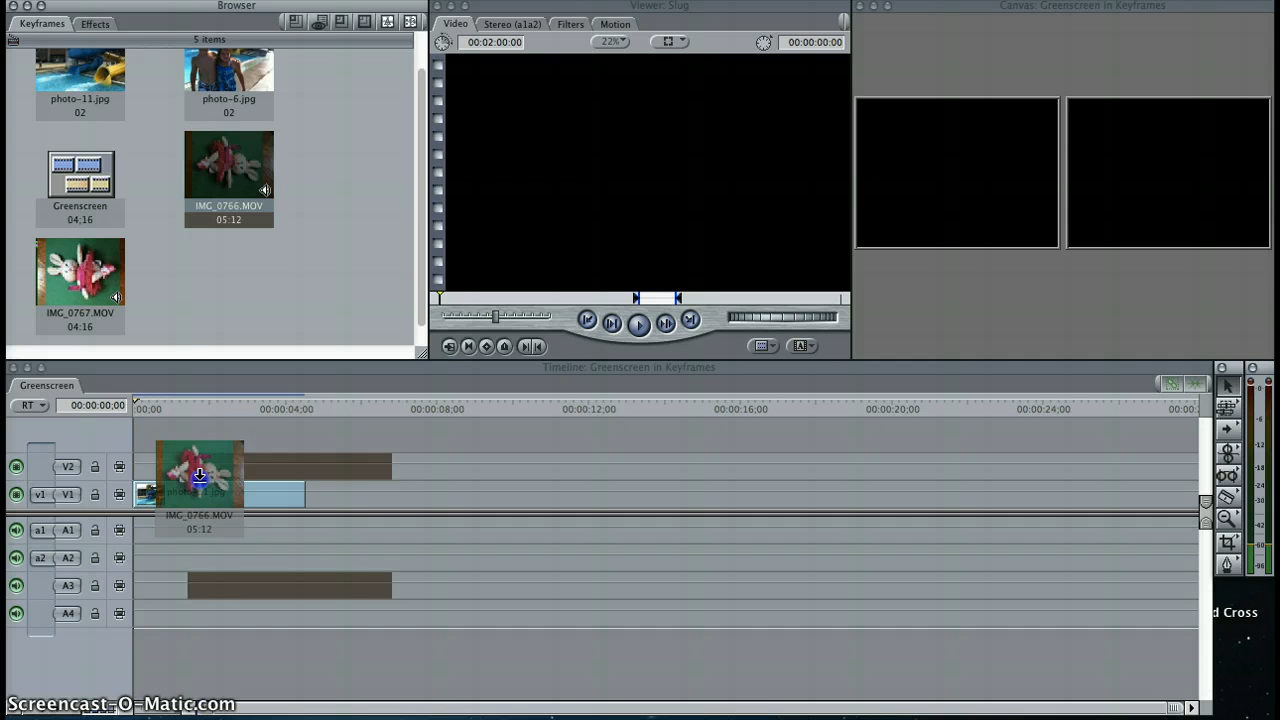 Browser
Viewer: Slug
Canvas: Greenscreen in Keyframes
Keyframes
Effects
Video
Stereo (a1a2)
Filters
Motion
5 items
00:02:00:00
22%
00:00:00:00
photo-11.jpg
02
photo-6.jpg
02
Greenscreen
04;16
IMG_0766.MOV
05:12
IMG_0767.MOV
04:16
A
Timeline: Greenscreen in Keyframes
Greenscreen
RT
00:00:00;00
00;00
00:00:04;00
00:00:08;00
00:00:12;00
00:00:16;00
00:00:20;00
00:00:24;00
V2
v1
V1
IMG_0766.MOV
05:12
a1
A1
a2
A2
A3
A4
d Cross
Screencast-O-Matic.com